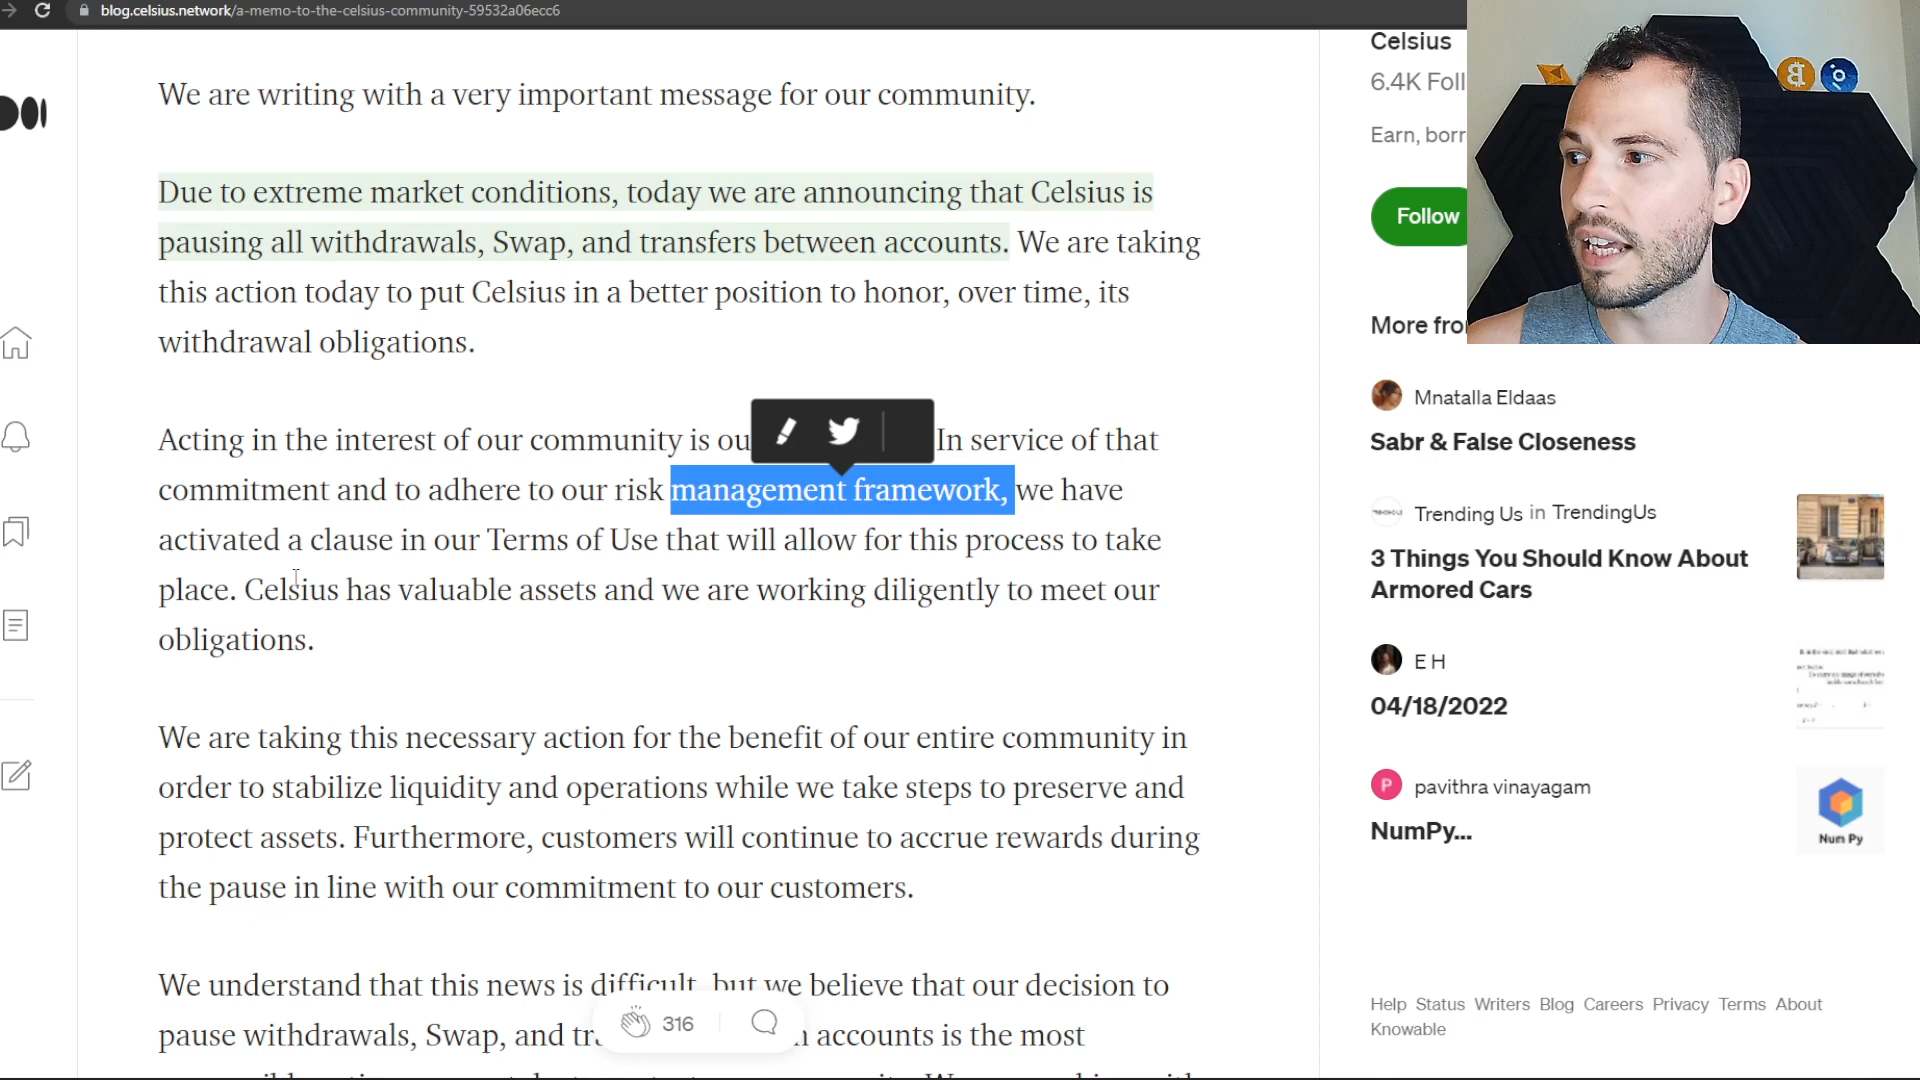 blog.celsius.network/a-memo-to-the-celsius-community-59532a06ecc6
We are writing with a very important message for our community.
Due to extreme market conditions, today we are announcing that Celsius is
pausing all withdrawals, Swap, and transfers between accounts. We are taking
this action today to put Celsius in a better position to honor, over time, its
withdrawal obligations.
Acting in the interest of our community is ou In service of that
commitment and to adhere to our risk management framework, we have
activated a clause in our Terms of Use that will allow for this process to take
place. Celsius has valuable assets and we are working diligently to meet our
obligations.
We are taking this necessary action for the benefit of our entire community in
order to stabilize liquidity and operations while we take steps to preserve and
protect assets. Furthermore, customers will continue to accrue rewards during
the pause in line with our commitment to our customers.
We understand that this news is difficult, but we believe that our decision to
pause withdrawals, Swap, and tr accounts is the most
316
Celsius
6.4K Foll
Earn, borr
Follow
More fro
Mnatalla Eldaas
Sabr & False Closeness
Trending Us in TrendingUs
3 Things You Should Know About
Armored Cars
E H
04/18/2022
P
pavithra vinayagam
NumPy...
Num Py
Help Status Writers Blog Careers Privacy Terms About
Knowable